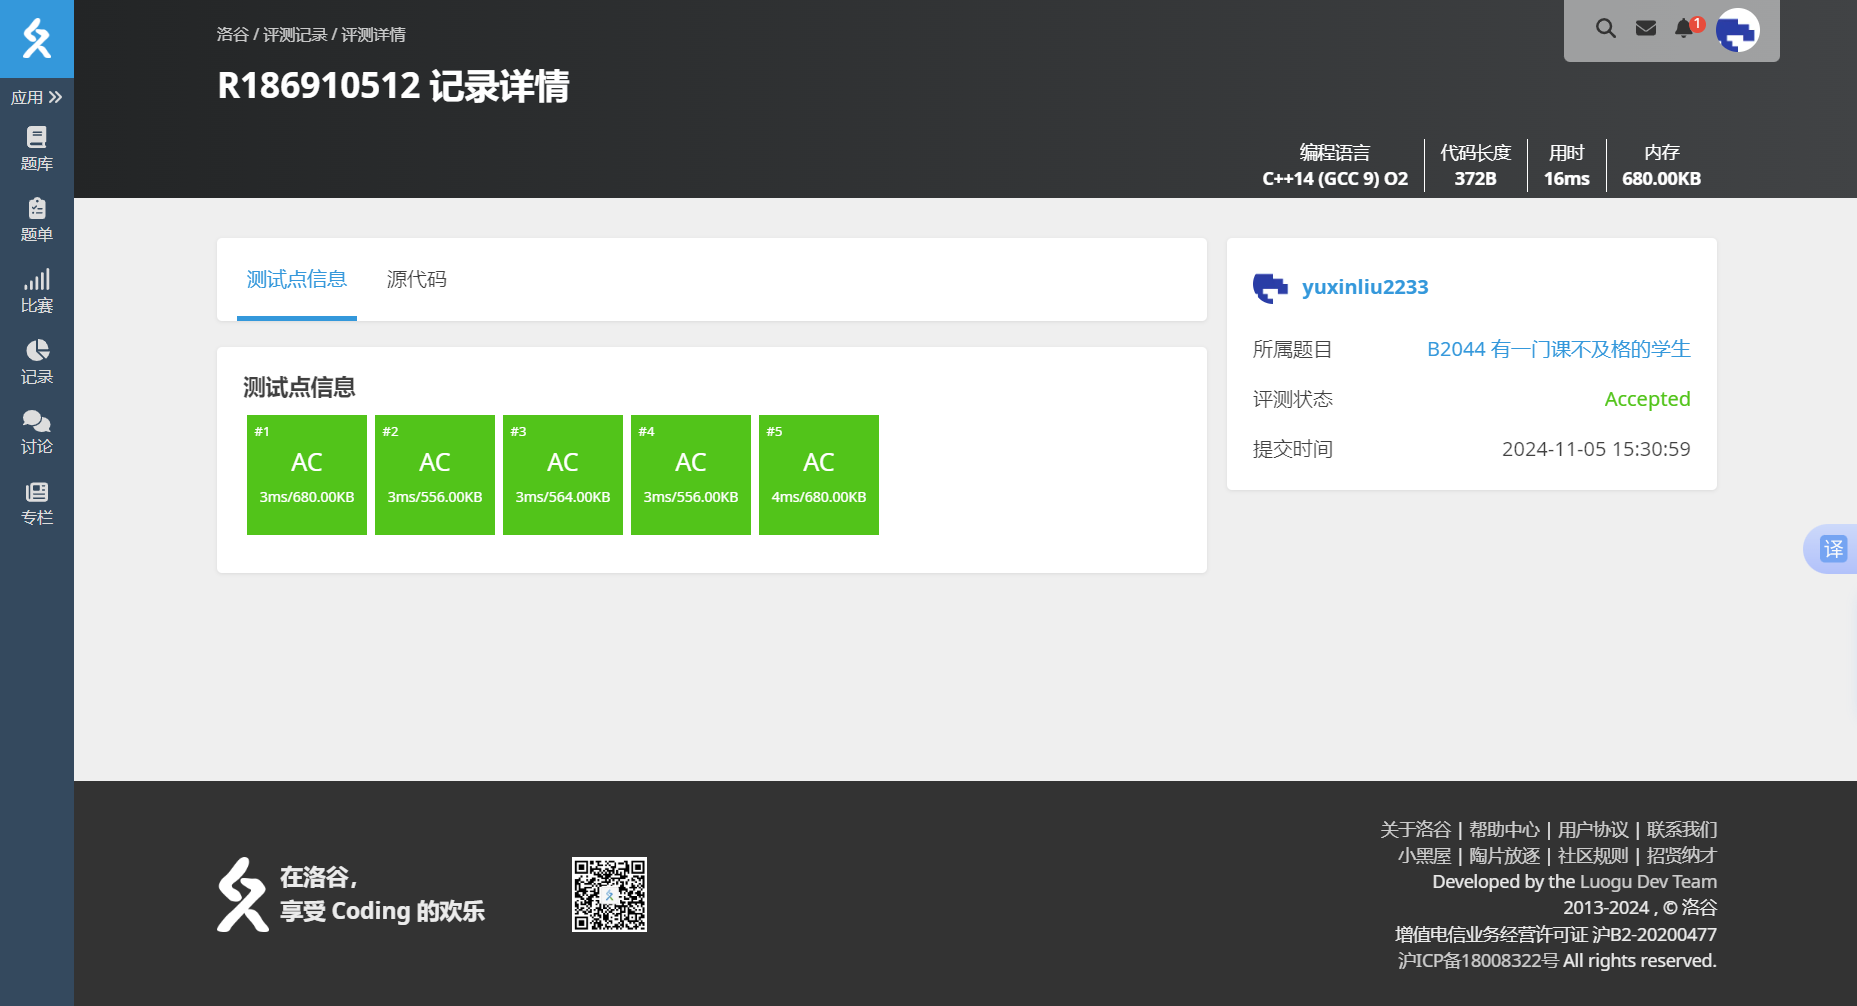 洛谷 / 评测记录 / 评测详情
1
R186910512 记录详情
编程语言
C++14 (GCC 9) O2
代码长度
372B
用时
16ms
内存
680.00KB
应用
题库
题单
比赛
记录
讨论
专栏
测试点信息 源代码
测试点信息
#1
AC
3ms/680.00KB
#2
AC
3ms/556.00KB
#3
AC
3ms/564.00KB
#4
AC
3ms/556.00KB
#5
AC
4ms/680.00KB
yuxinliu2233
所属题目 B2044 有一门课不及格的学生
评测状态 Accepted
提交时间 2024-11-05 15:30:59
译
在洛谷,
享受 Coding 的欢乐
关于洛谷 | 帮助中心 | 用户协议 | 联系我们
小黑屋 | 陶片放逐 | 社区规则 | 招贤纳才
Developed by the Luogu Dev Team
2013-2024 , © 洛谷
增值电信业务经营许可证 沪B2-20200477
沪ICP备18008322号 All rights reserved.